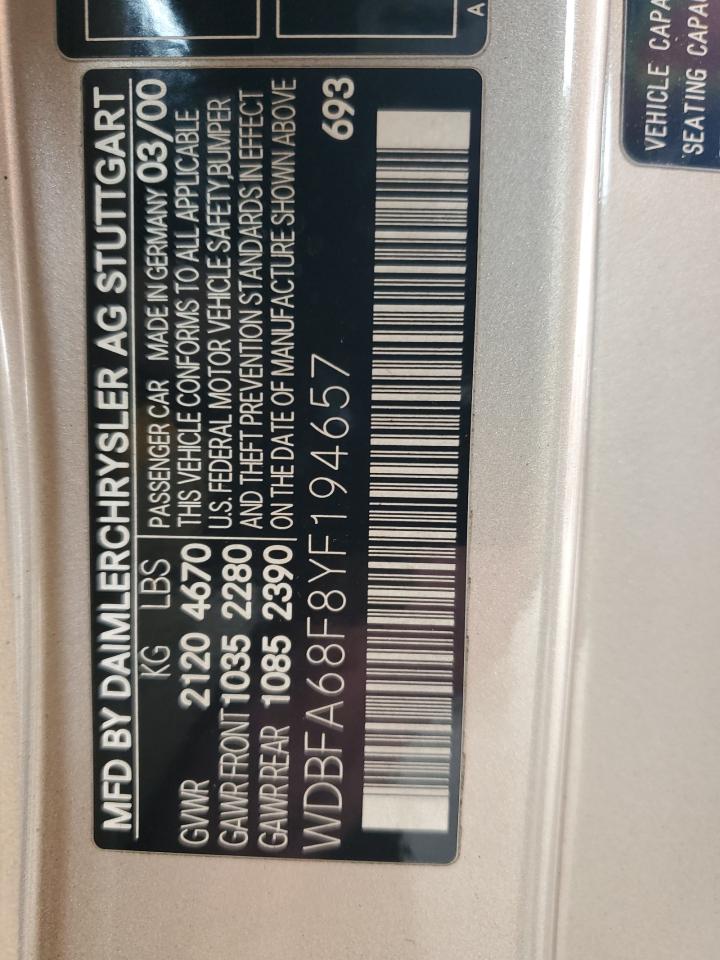 MFD BY DAIMLERCHRYSLER AG STUTTGART
KG LBS
GVWR 2120 4670
GAWR FRONT 1035 2280
GAWR REAR 1085 2390
PASSENGER CAR MADE IN GERMANY 03/00
THIS VEHICLE CONFORMS TO ALL APPLICABLE
U.S. FEDERAL MOTOR VEHICLE SAFETY,BUMPER
AND THEFT PREVENTION STANDARDS IN EFFECT
ON THE DATE OF MANUFACTURE SHOWN ABOVE
WDBFA68F8YF194657
693
A
VEHICLE CAPA
SEATING CAPAC